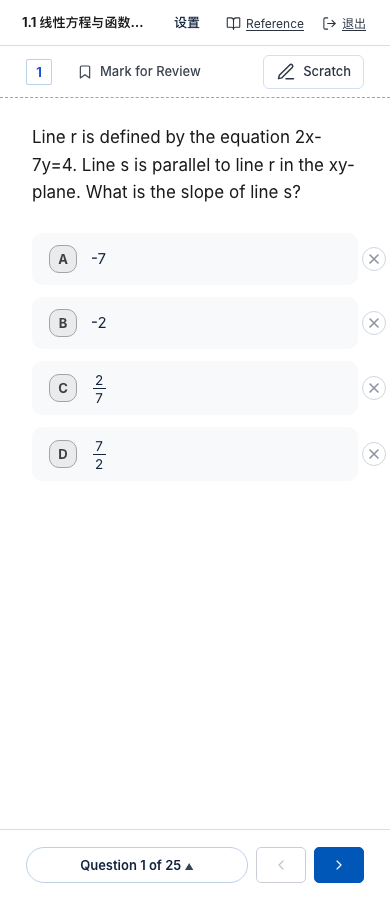 1.1 线性方程与函数... 设置 Reference 退出
1 Mark for Review Scratch
Line r is defined by the equation 2x-
7y=4. Line s is parallel to line r in the xy-
plane. What is the slope of line s?
A -7
B -2
C 2/7
D 7/2
Question 1 of 25 ▲